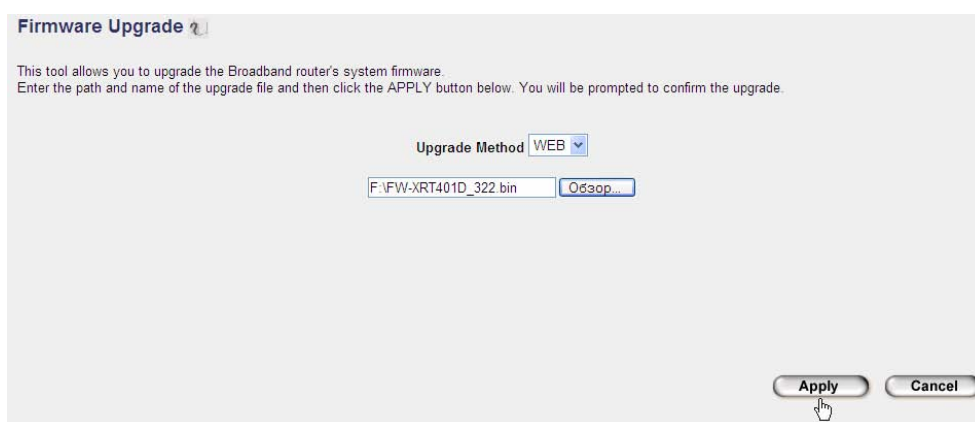 Firmware Upgrade
This tool allows you to upgrade the Broadband router's system firmware.
Enter the path and name of the upgrade file and then click the APPLY button below. You will be prompted to confirm the upgrade.
Upgrade Method WEB
F:\FW-XRT401D_322.bin Обзор...
Apply Cancel